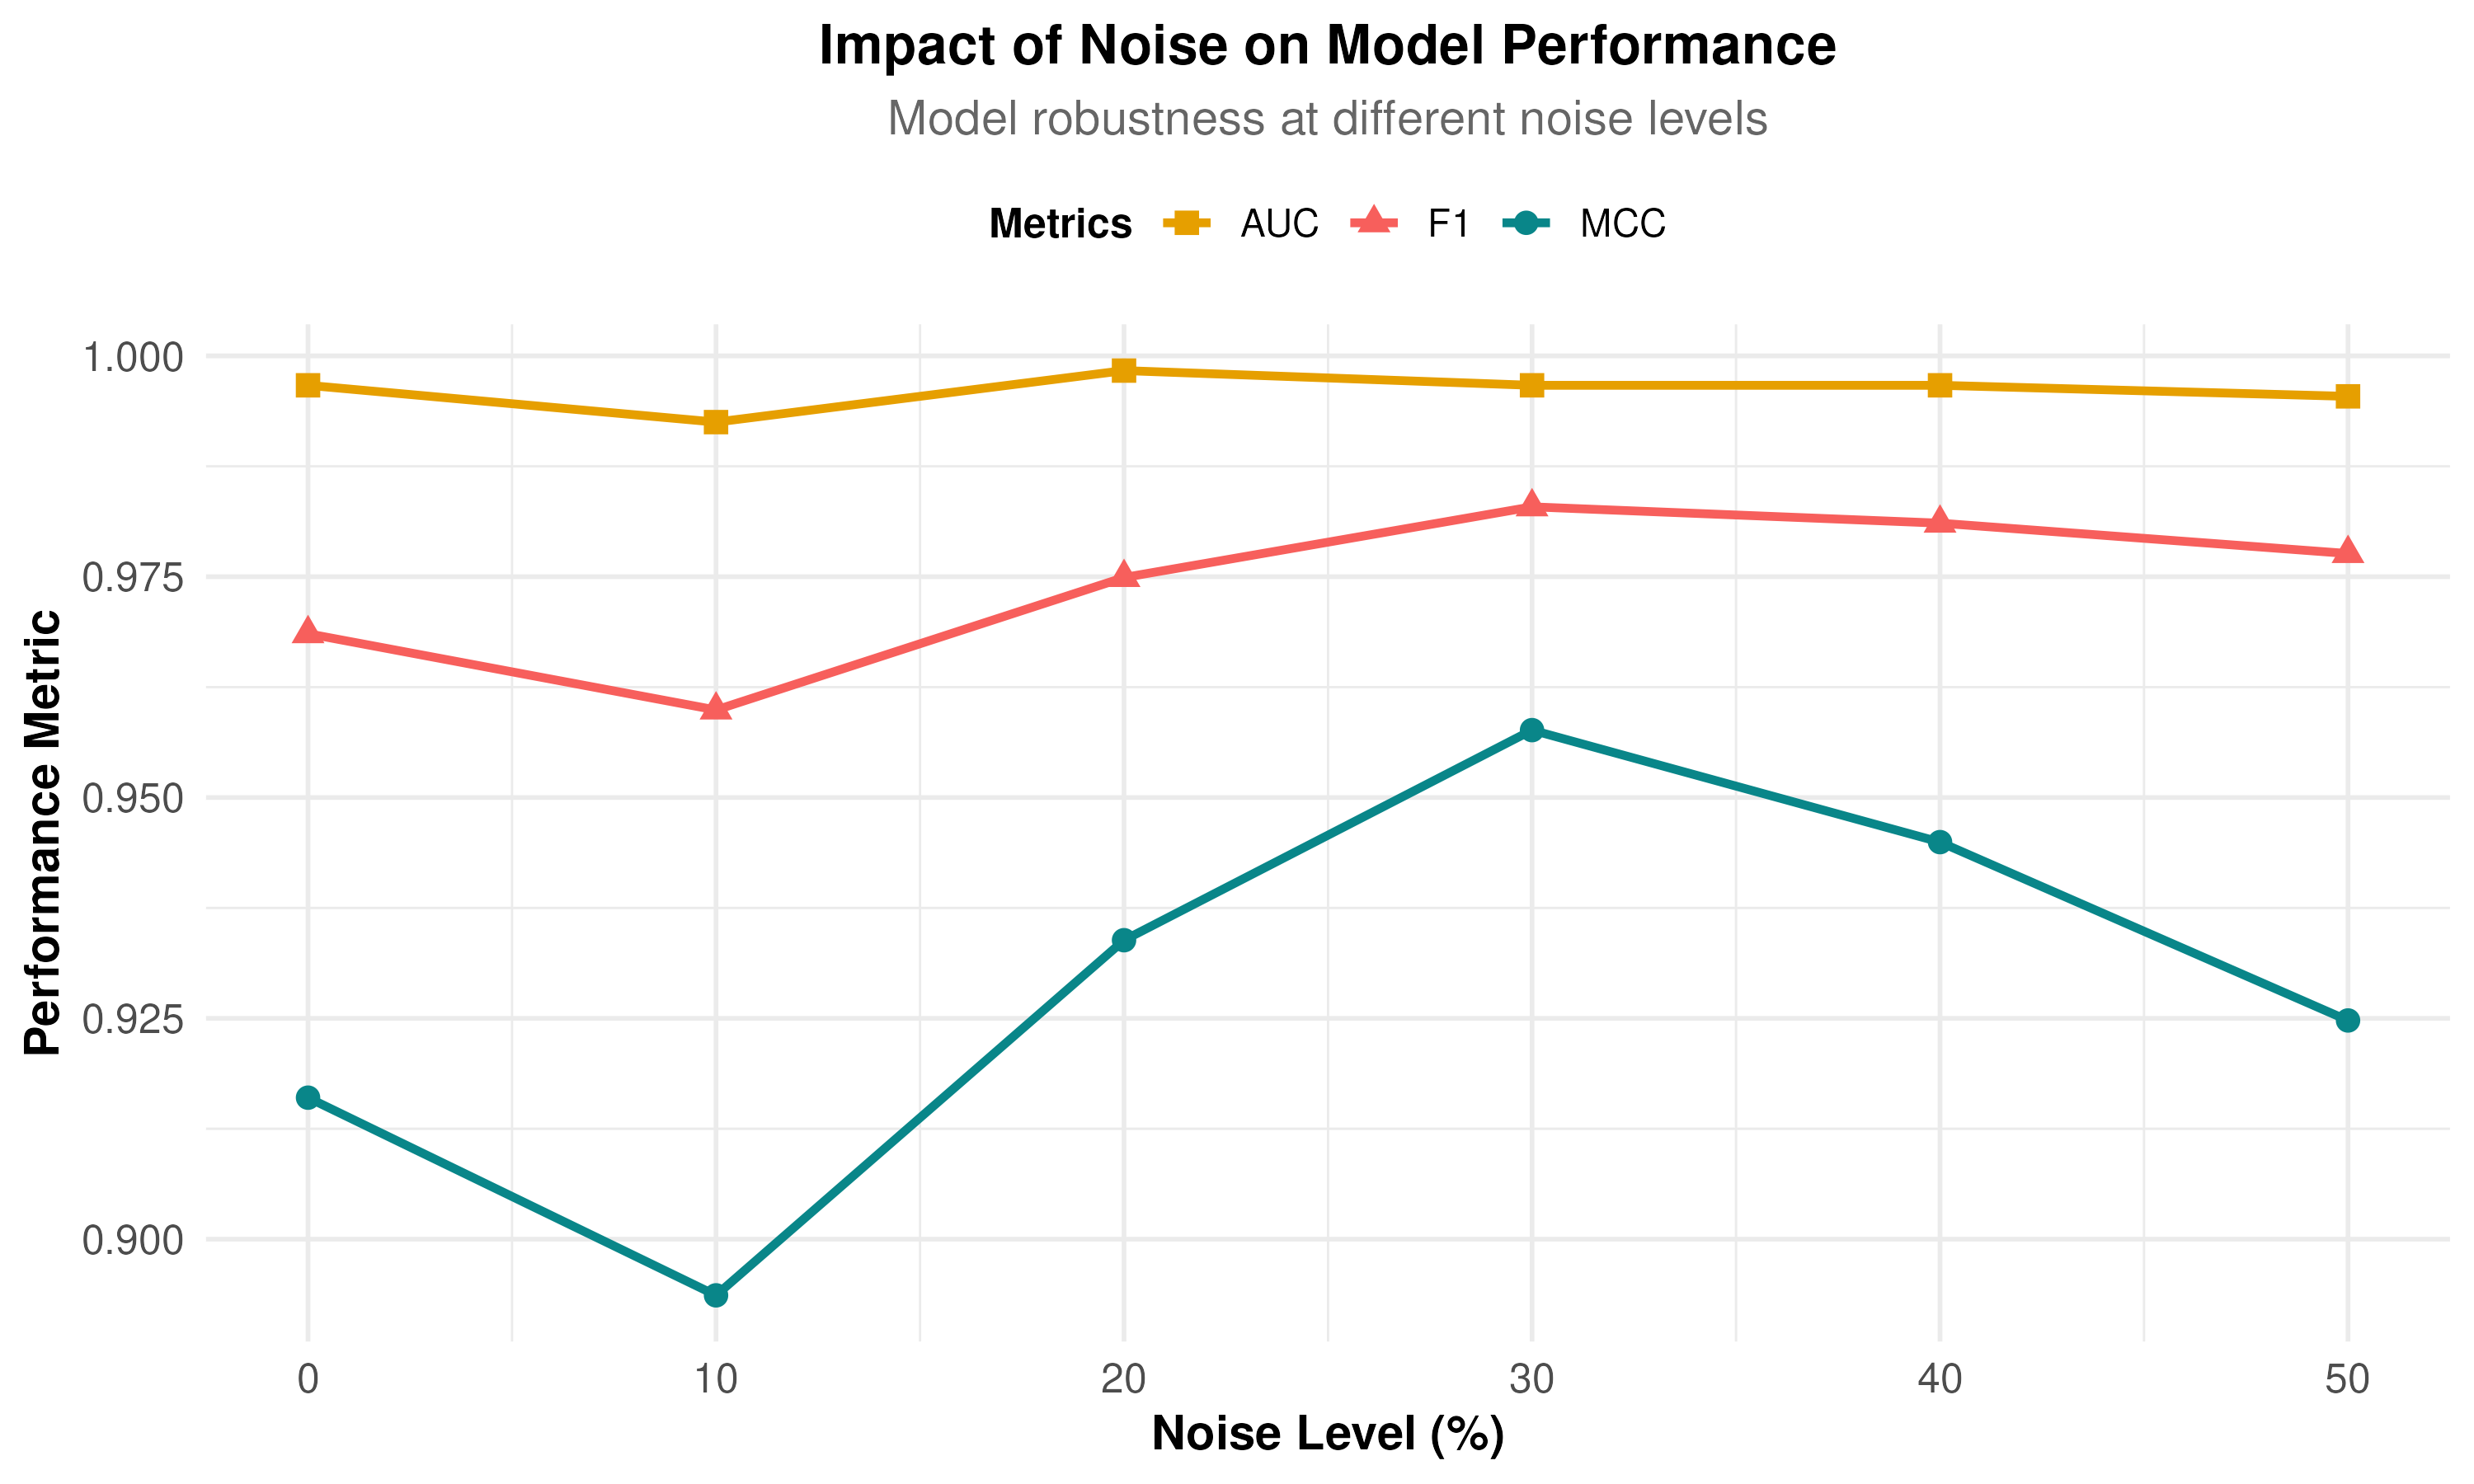 Impact of Noise on Model Performance
Model robustness at different noise levels
Metrics AUC F1 MCC
Performance Metric
1.000
0.975
0.950
0.925
0.900
0 10 20 30 40 50
Noise Level (%)